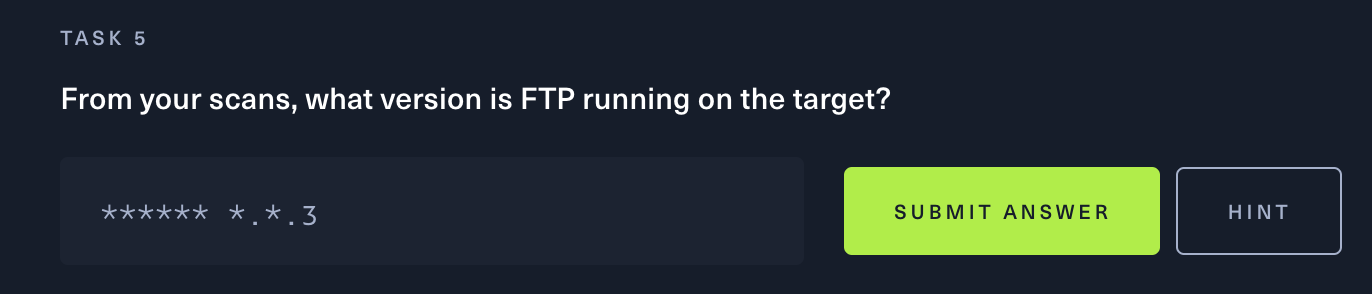 TASK 5
From your scans, what version is FTP running on the target?
****** *.*.3
SUBMIT ANSWER
HINT